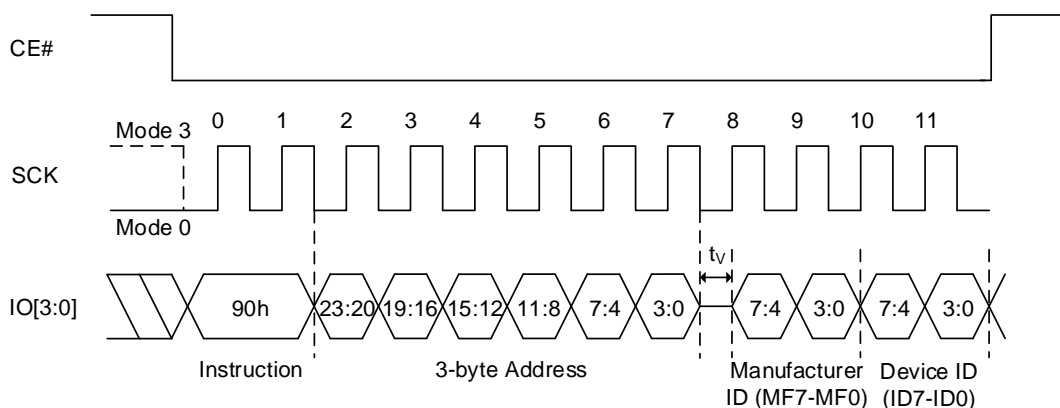 CE#
0 1 2 3 4 5 6 7 8 9 10 11
Mode 3
SCK
Mode 0
tV
IO[3:0] 90h 23:20 19:16 15:12 11:8 7:4 3:0 7:4 3:0 7:4 3:0
Instruction 3-byte Address Manufacturer Device ID
ID (MF7-MF0) (ID7-ID0)